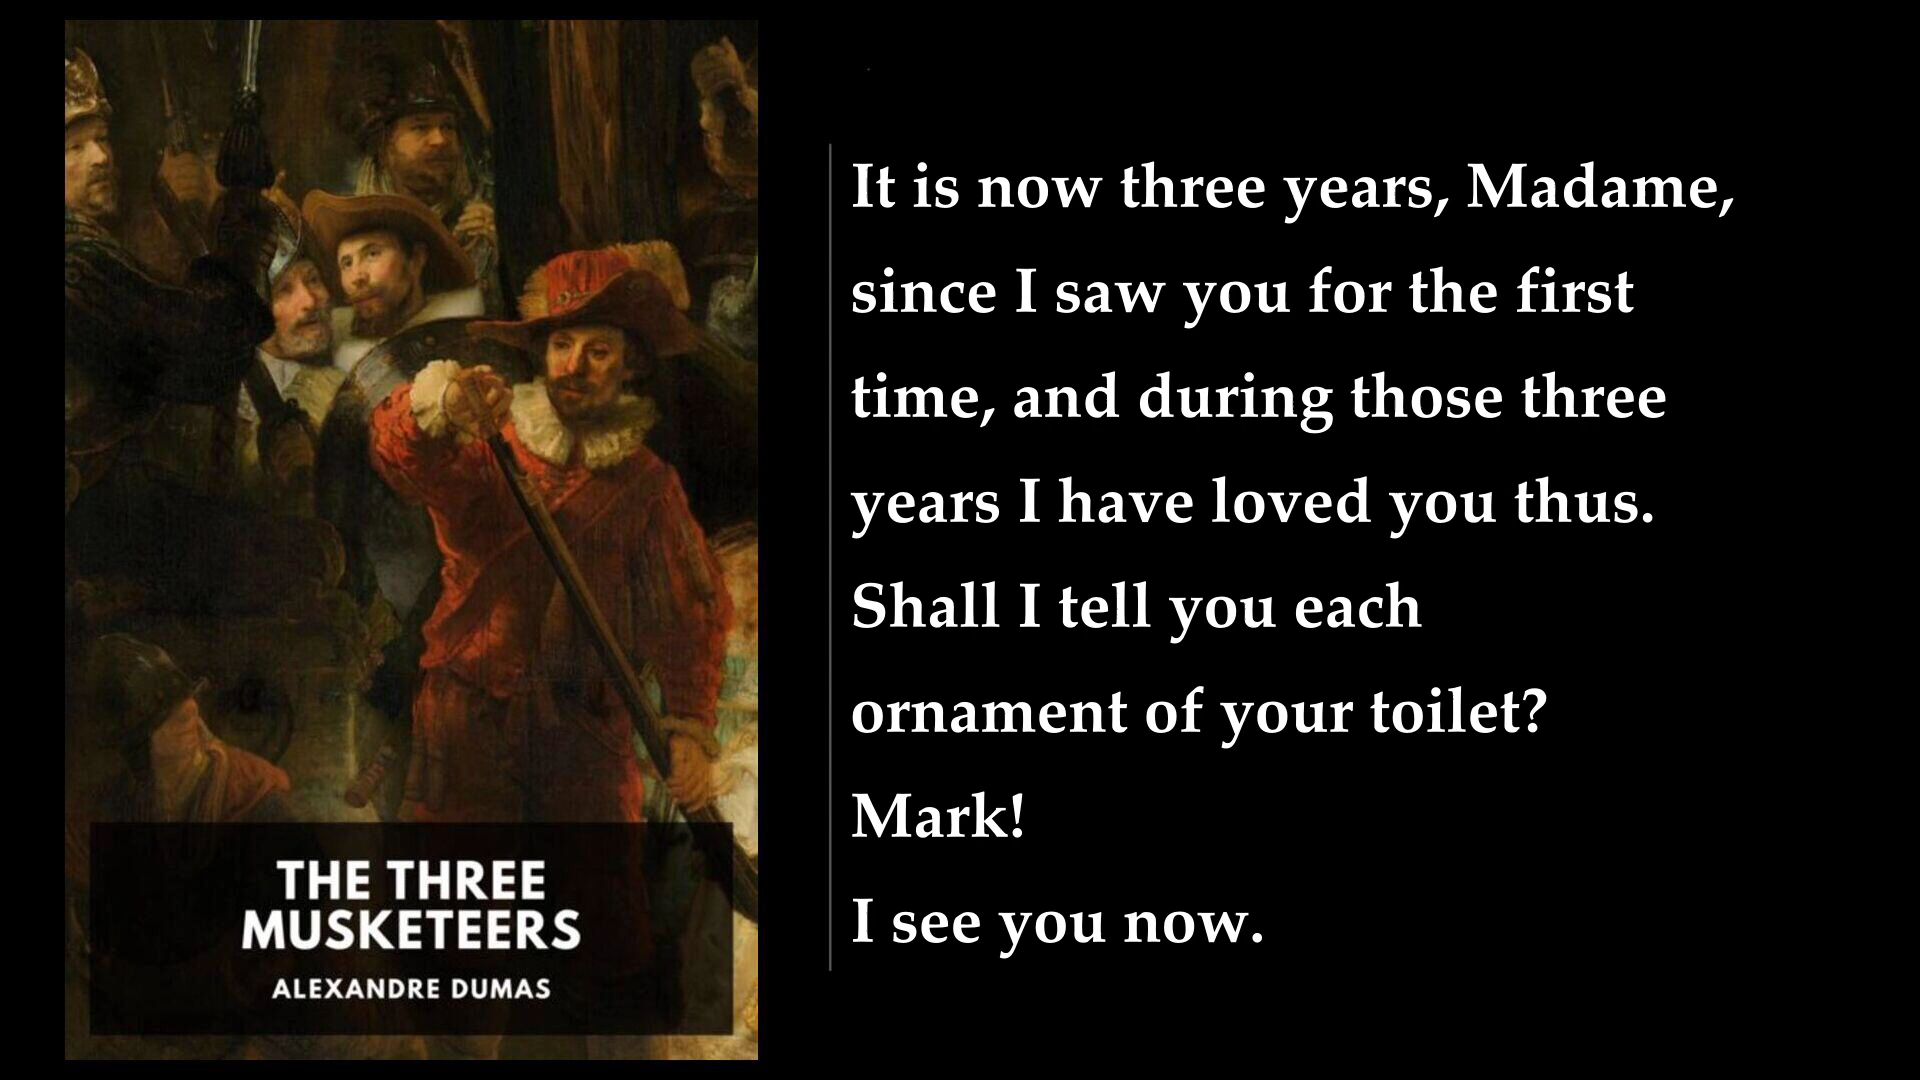 THE THREE
MUSKETEERS
ALEXANDRE DUMAS
It is now three years, Madame,
since I saw you for the first
time, and during those three
years I have loved you thus.
Shall I tell you each
ornament of your toilet?
Mark!
I see you now.